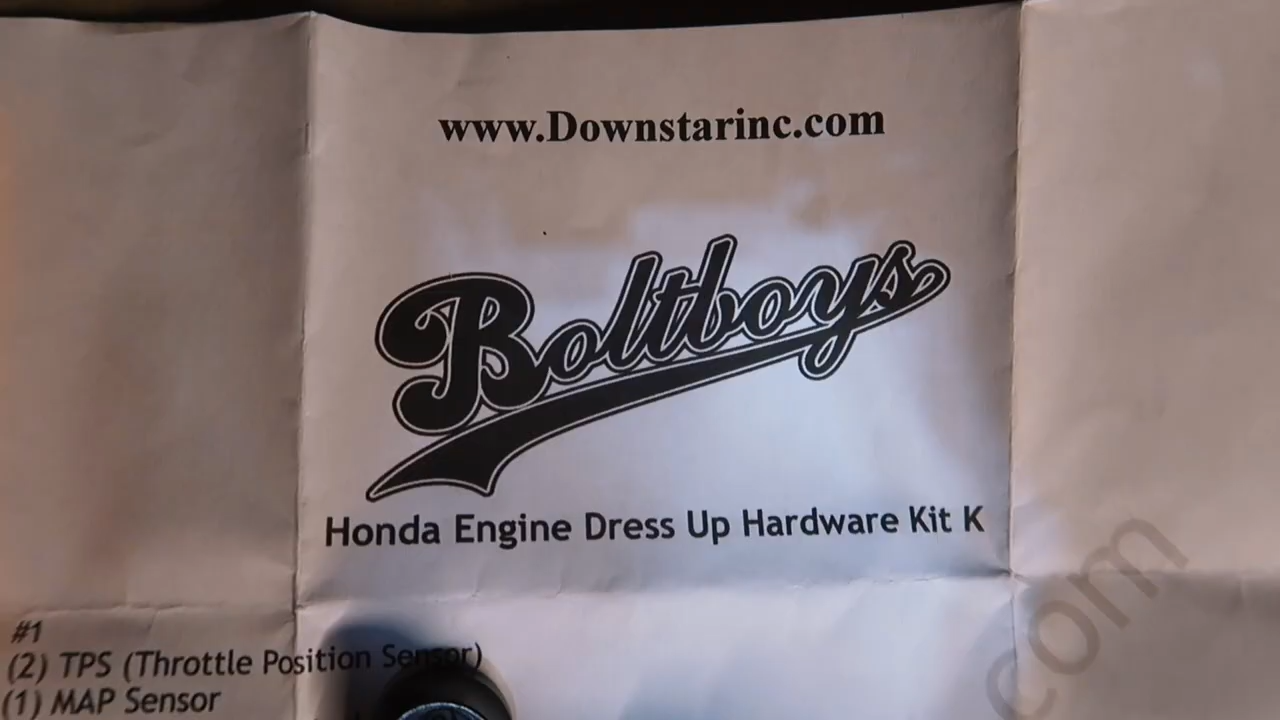 www.Downstarinc.com
Boltboys
Honda Engine Dress Up Hardware Kit K
#1
(2) TPS (Throttle Position Sensor)
(1) MAP Sensor
com